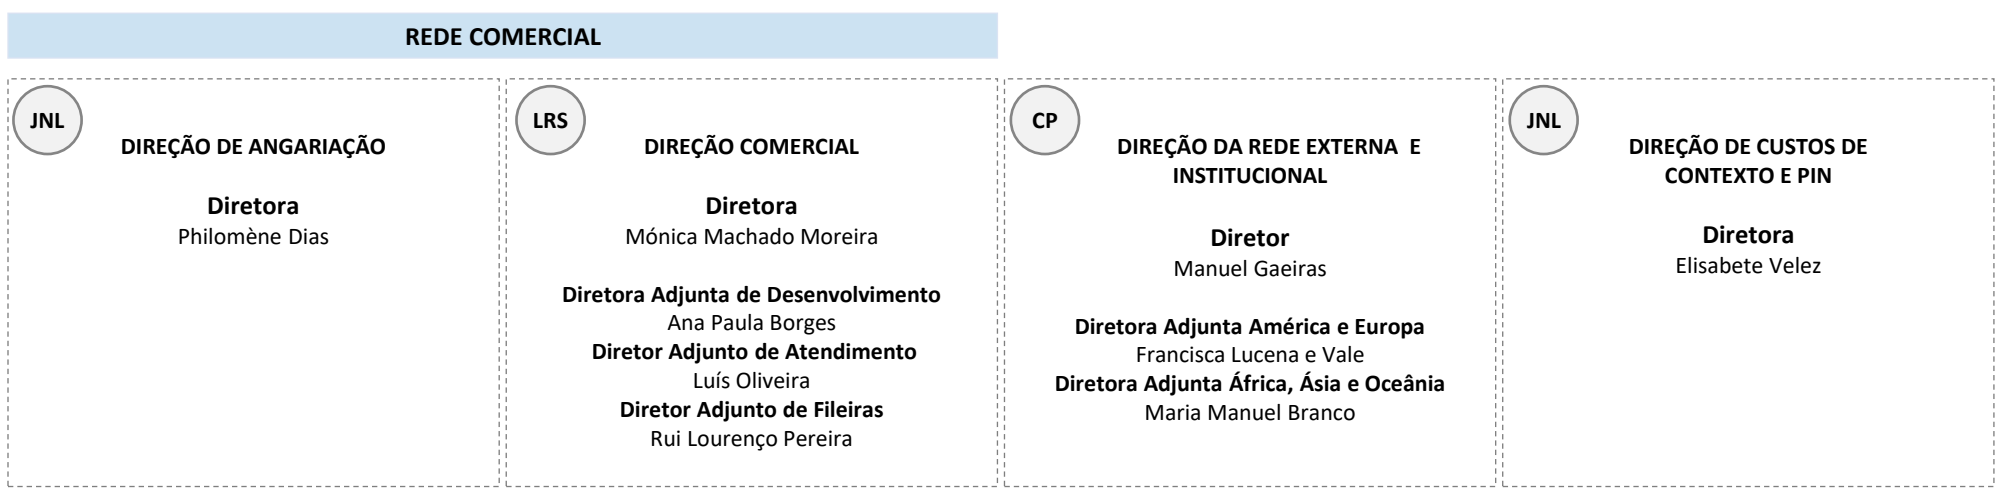 REDE COMERCIAL
JNL
DIREÇÃO DE ANGARIAÇÃO
Diretora
Philomène Dias
LRS
DIREÇÃO COMERCIAL
Diretora
Mónica Machado Moreira
Diretora Adjunta de Desenvolvimento
Ana Paula Borges
Diretor Adjunto de Atendimento
Luís Oliveira
Diretor Adjunto de Fileiras
Rui Lourenço Pereira
CP
DIREÇÃO DA REDE EXTERNA E
INSTITUCIONAL
Diretor
Manuel Gaeiras
Diretora Adjunta América e Europa
Francisca Lucena e Vale
Diretora Adjunta África, Ásia e Oceânia
Maria Manuel Branco
JNL
DIREÇÃO DE CUSTOS DE
CONTEXTO E PIN
Diretora
Elisabete Velez